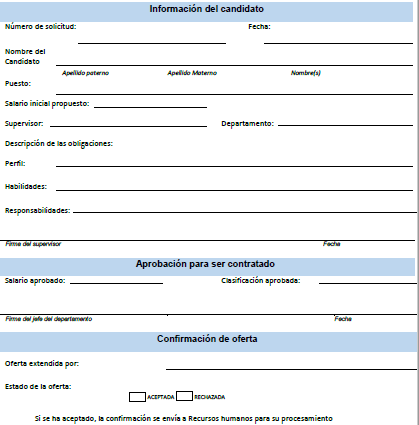 Información del candidato
Número de solicitud: Fecha:
Nombre del
Candidato
Apellido paterno Apellido Materno Nombre(s)
Puesto:
Salario inicial propuesto:
Supervisor: Departamento:
Descripción de las obligaciones:
Perfil:
Habilidades:
Responsabilidades:
Firma del supervisor Fecha
Aprobación para ser contratado
Salario aprobado: Clasificación aprobada:
Firma del jefe del departamento Fecha
Confirmación de oferta
Oferta extendida por:
Estado de la oferta:
ACEPTADA RECHAZADA
Si se ha aceptado, la confirmación se envía a Recursos humanos para su procesamiento